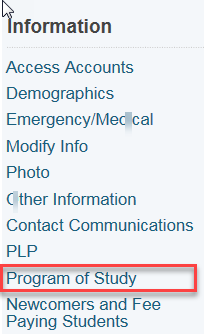 Information
Access Accounts
Demographics
Emergency/Medical
Modify Info
Photo
Other Information
Contact Communications
PLP
Program of Study
Newcomers and Fee
Paying Students